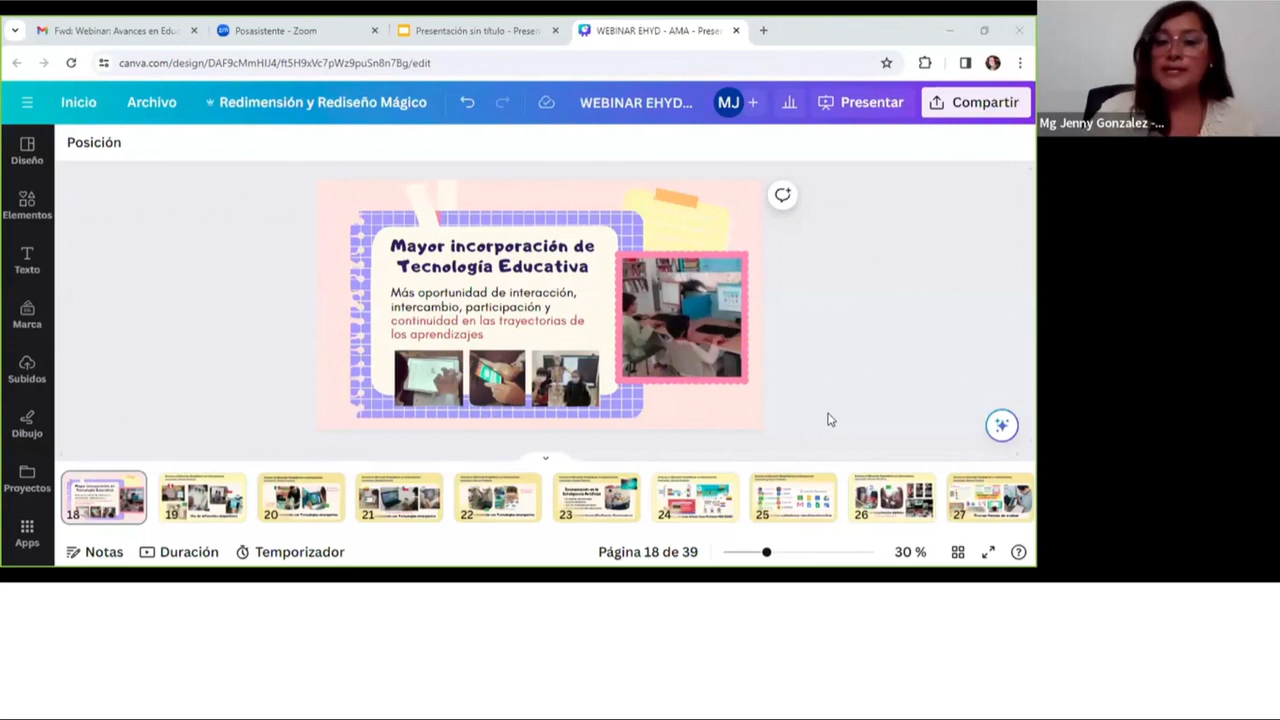 Fwd: Webinar: Avances en Educ
Posasistente - Zoom
Presentación sin título - Presen
WEBINAR EHYD - AMA - Presen
canva.com/design/DAF9cMmHIJ4/ft5H9xVc7pWz9puSn8n7Bg/edit
Inicio
Archivo
Redimensión y Rediseño Mágico
WEBINAR EHYD...
MJ
Presentar
Compartir
Mg Jenny Gonzalez -...
Posición
Diseño
Elementos
Texto
Marca
Subidos
Dibujo
Proyectos
Apps
Mayor incorporación de
Tecnología Educativa
Más oportunidad de interacción,
intercambio, participación y
continuidad en las trayectorias de
los aprendizajes
18
19
20
21
22
23
24
25
26
27
Notas
Duración
Temporizador
Página 18 de 39
30 %